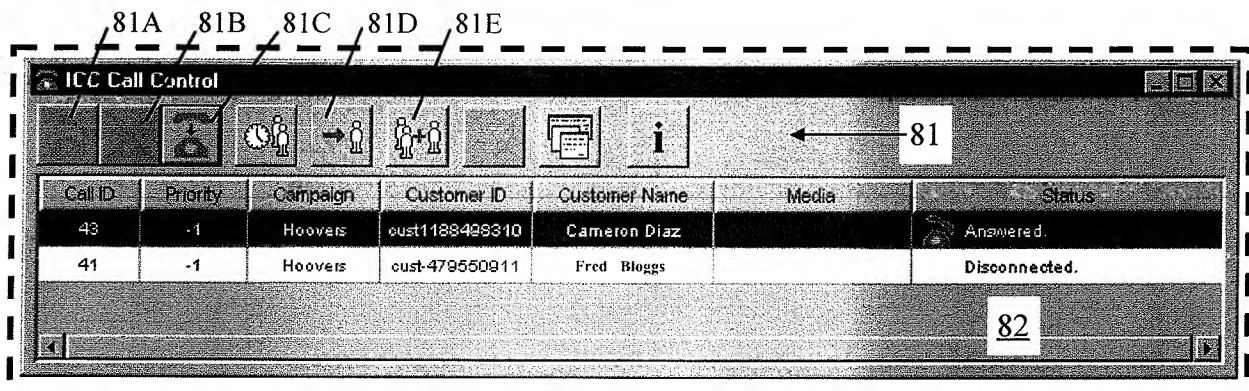 81A 81B 81C 81D 81E
ICC Call Control
i
81
Call ID Priority Campaign Customer ID Customer Name Media Status
43 -1 Hoovers cust1188498310 Cameron Diaz Answered.
41 -1 Hoovers cust-479550911 Fred Bloggs Disconnected.
82